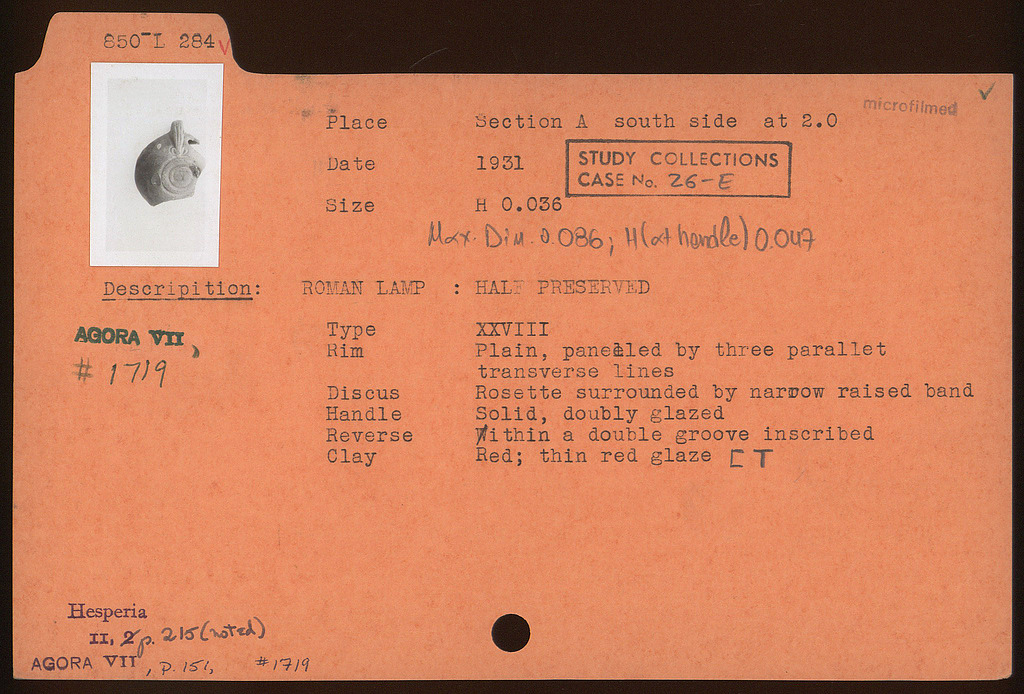 850-L 284 v
microfilmed ✓
Place Section A south side at 2.0
Date 1931
STUDY COLLECTIONS
CASE No. 26-E
Size H 0.036
Max. Dim. 0.086; H (at handle) 0.047
Descripition: ROMAN LAMP : HALF PRESERVED
AGORA VII,
# 1719
Type XXVIII
Rim Plain, panelled by three parallet
transverse lines
Discus Rosette surrounded by narrow raised band
Handle Solid, doubly glazed
Reverse Within a double groove inscribed
Clay Red; thin red glaze [ T
Hesperia
II, 2 p. 215 (noted)
AGORA VII, p. 151, #1719